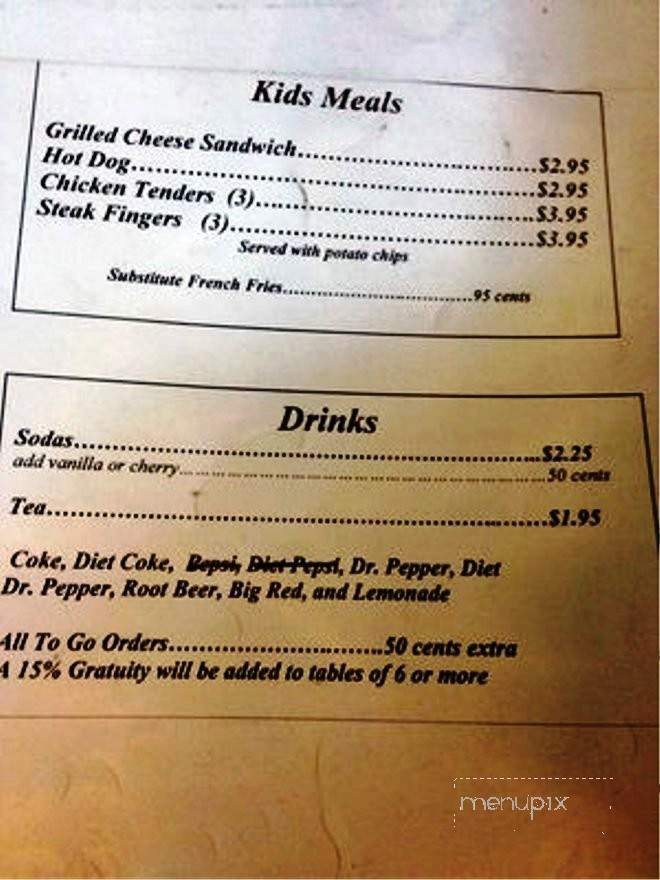 Kids Meals
Grilled Cheese Sandwich..........................................$2.95
Hot Dog......................................................................$2.95
Chicken Tenders (3)................................................$3.95
Steak Fingers (3)....................................................$3.95
Served with potato chips
Substitute French Fries......................................95 cents
Drinks
Sodas..........................................................................$2.25
add vanilla or cherry.......................................................50 cents
Tea..............................................................................$1.95
Coke, Diet Coke, Pepsi, Diet Pepsi, Dr. Pepper, Diet
Dr. Pepper, Root Beer, Big Red, and Lemonade
All To Go Orders...............................50 cents extra
A 15% Gratuity will be added to tables of 6 or more
menupix